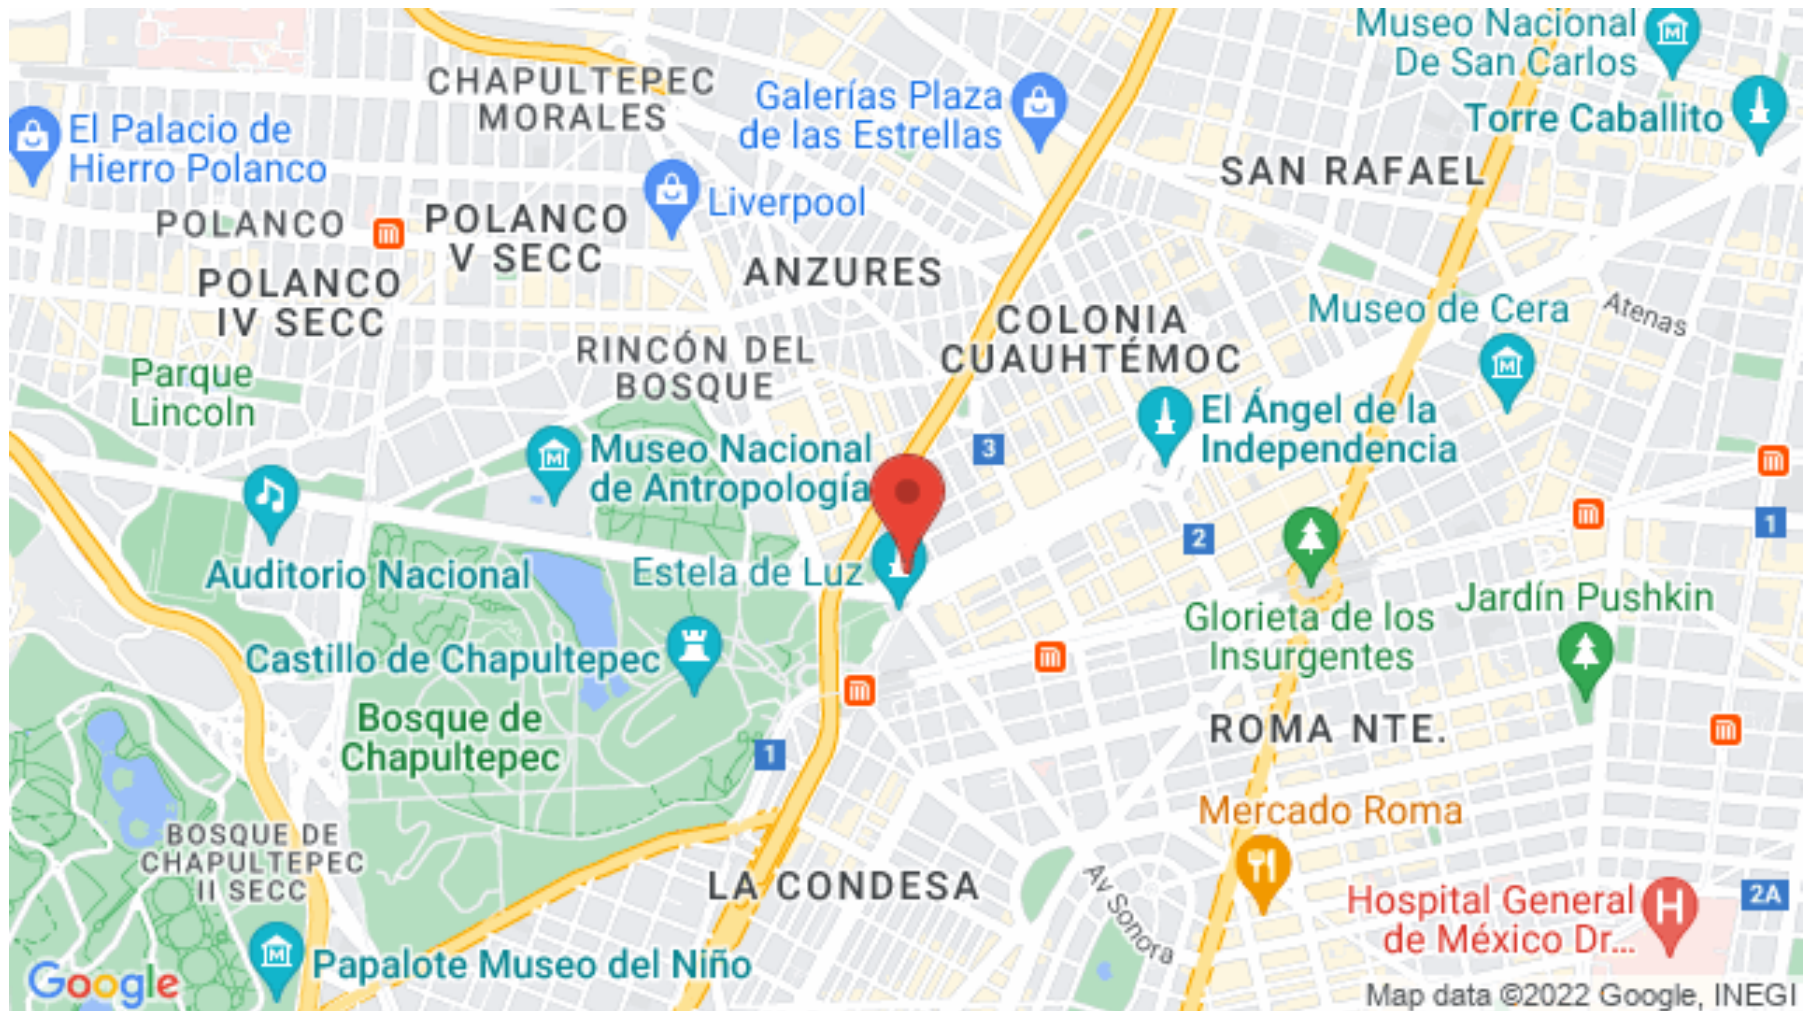 Museo Nacional
De San Carlos
CHAPULTEPEC
MORALES
Galerías Plaza
de las Estrellas
Torre Caballito
El Palacio de
Hierro Polanco
SAN RAFAEL
Liverpool
POLANCO
POLANCO
V SECC
ANZURES
POLANCO
IV SECC
COLONIA
CUAUHTÉMOC
Museo de Cera
Atenas
RINCÓN DEL
BOSQUE
Parque
Lincoln
El Ángel de la
Independencia
Museo Nacional
de Antropología
3
2
1
Auditorio Nacional
Estela de Luz
Glorieta de los
Insurgentes
Jardín Pushkin
Castillo de Chapultepec
Bosque de
Chapultepec
1
ROMA NTE.
Mercado Roma
BOSQUE DE
CHAPULTEPEC
II SECC
LA CONDESA
Av Sonora
Hospital General
de México Dr...
H
2A
Papalote Museo del Niño
Google
Map data ©2022 Google, INEGI